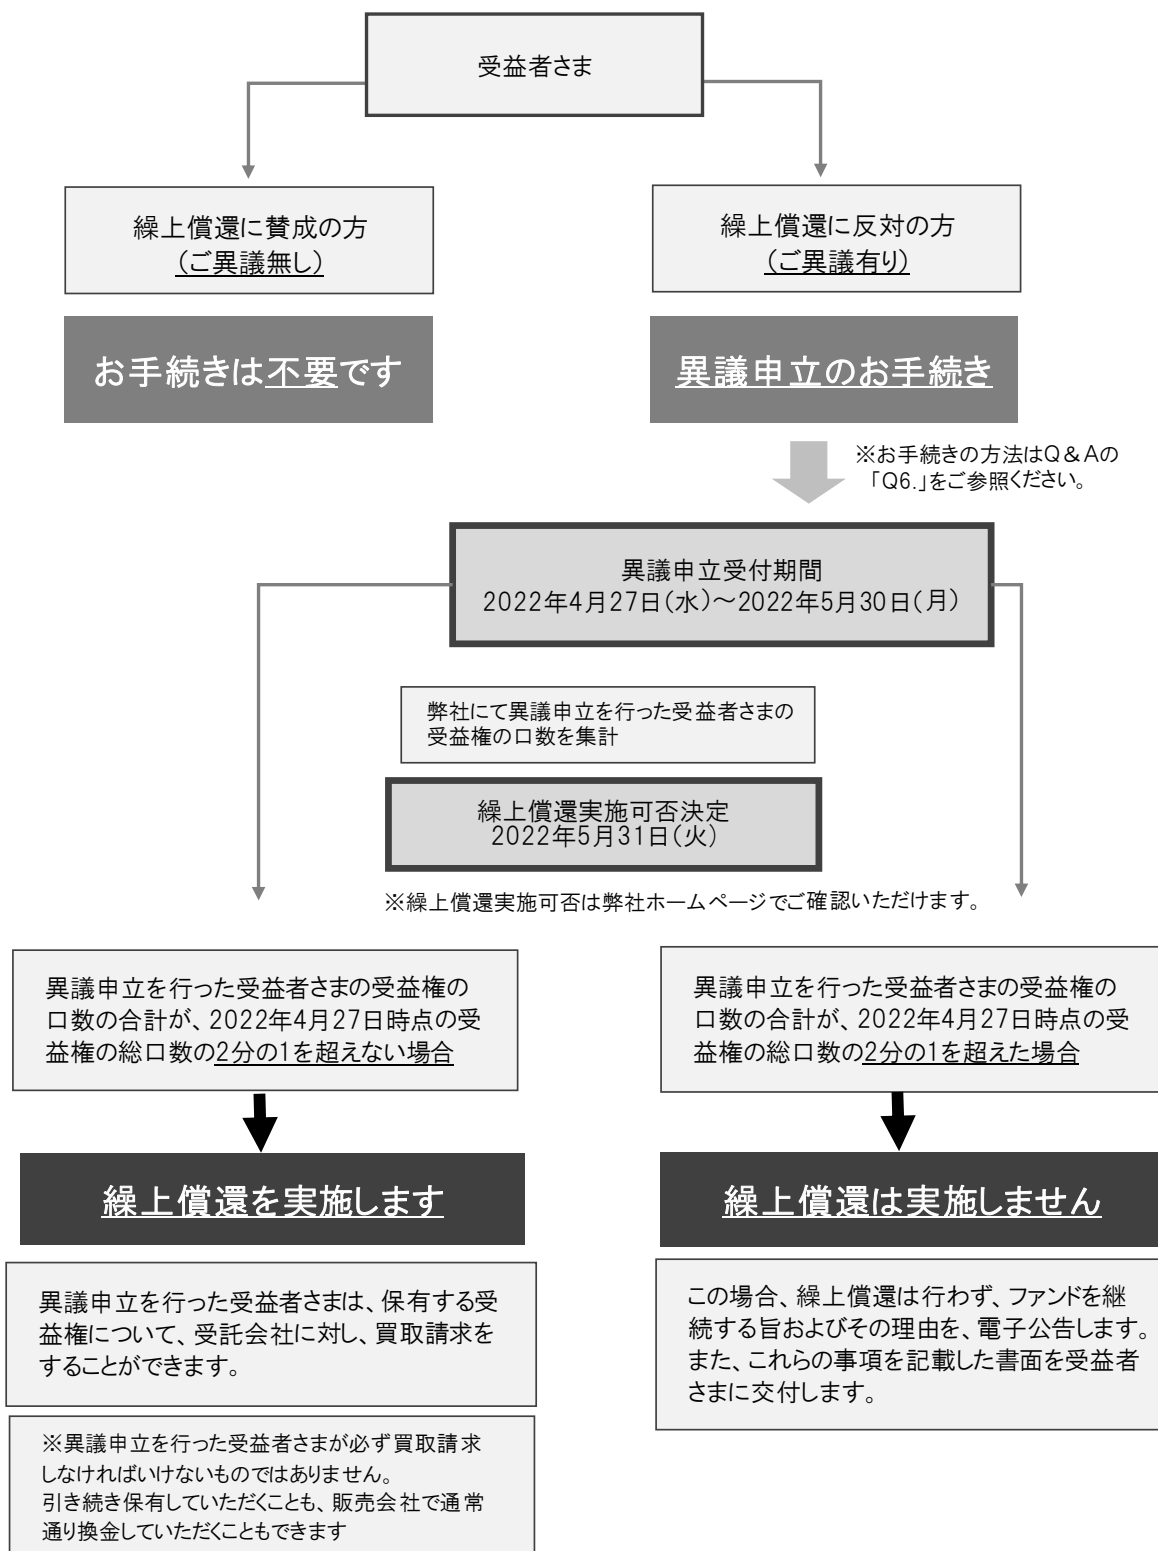 受益者さま
繰上償還に賛成の方
(ご異議無し)
繰上償還に反対の方
(ご異議有り)
お手続きは不要です
異議申立のお手続き
※お手続きの方法はQ&Aの
「Q6.」をご参照ください。
異議申立受付期間
2022年4月27日(水)～2022年5月30日(月)
弊社にて異議申立を行った受益者さまの
受益権の口数を集計
繰上償還実施可否決定
2022年5月31日(火)
※繰上償還実施可否は弊社ホームページでご確認いただけます。
異議申立を行った受益者さまの受益権の
口数の合計が、2022年4月27日時点の受
益権の総口数の2分の1を超えない場合
異議申立を行った受益者さまの受益権の
口数の合計が、2022年4月27日時点の受
益権の総口数の2分の1を超えた場合
繰上償還を実施します
繰上償還は実施しません
異議申立を行った受益者さまは、保有する受
益権について、受託会社に対し、買取請求を
することができます。
この場合、繰上償還は行わず、ファンドを継
続する旨およびその理由を、電子公告します。
また、これらの事項を記載した書面を受益者
さまに交付します。
※異議申立を行った受益者さまが必ず買取請求
しなければいけないものではありません。
引き続き保有していただくことも、販売会社で通常
通り換金していただくこともできます